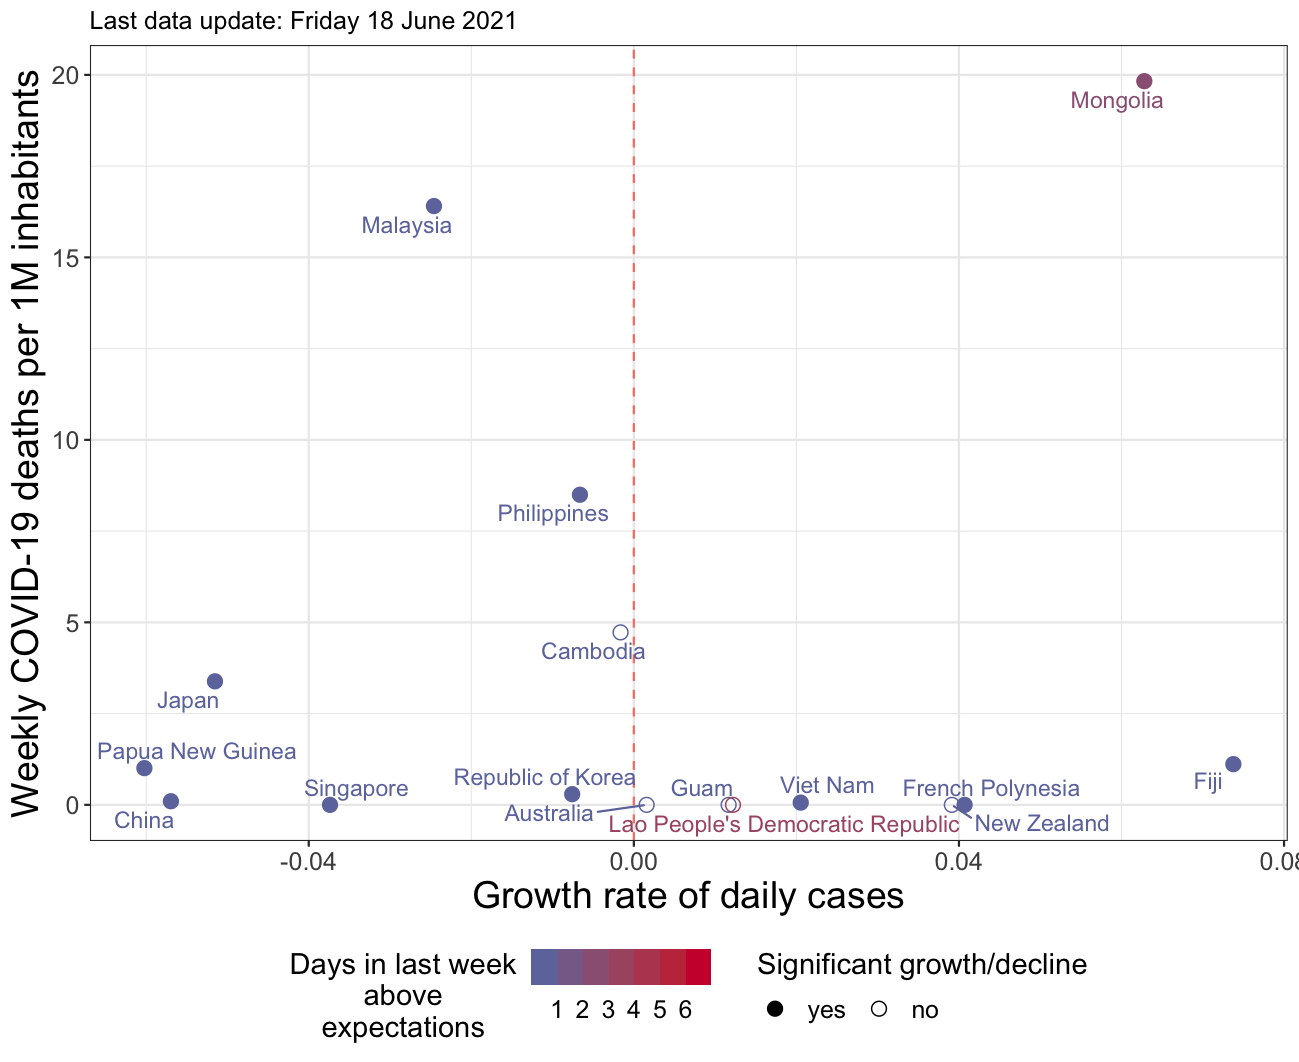 Last data update: Friday 18 June 2021
Weekly COVID-19 deaths per 1M inhabitants
20
15
10
5
0
Mongolia
Malaysia
Philippines
Cambodia
Japan
Papua New Guinea
China
Singapore
Republic of Korea
Australia
Guam
Lao People's Democratic Republic
Viet Nam
French Polynesia
New Zealand
Fiji
-0.04
0.00
0.04
0.08
Growth rate of daily cases
Days in last week
above
expectations
1 2 3 4 5 6
Significant growth/decline
yes no